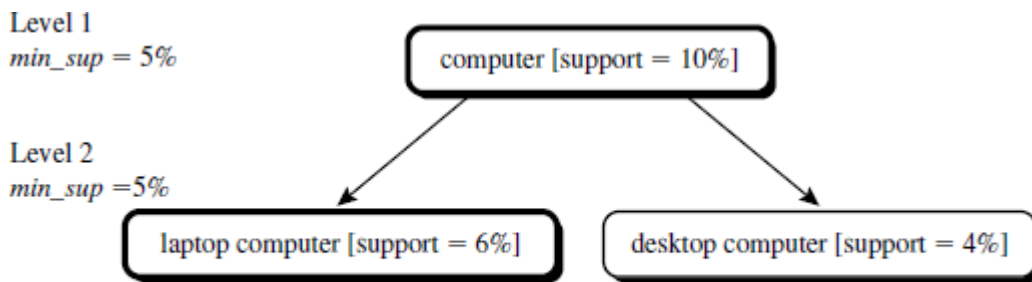 Level 1
min_sup = 5%
computer [support = 10%]
Level 2
min_sup =5%
laptop computer [support = 6%]
desktop computer [support = 4%]